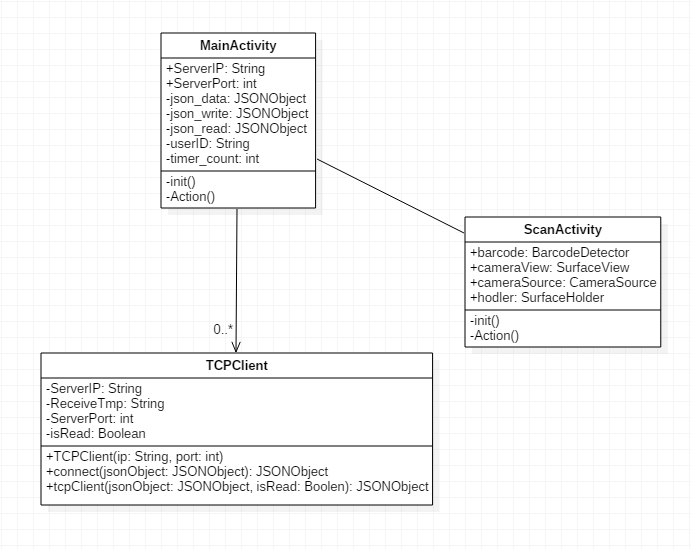 MainActivity
+ServerIP: String
+ServerPort: int
-json_data: JSONObject
-json_write: JSONObject
-json_read: JSONObject
-userID: String
-timer_count: int
-init()
-Action()
ScanActivity
+barcode: BarcodeDetector
+cameraView: SurfaceView
+cameraSource: CameraSource
+hodler: SurfaceHolder
-init()
-Action()
0..*
TCPClient
-ServerIP: String
-ReceiveTmp: String
-ServerPort: int
-isRead: Boolean
+TCPClient(ip: String, port: int)
+connect(jsonObject: JSONObject): JSONObject
+tcpClient(jsonObject: JSONObject, isRead: Boolen): JSONObject